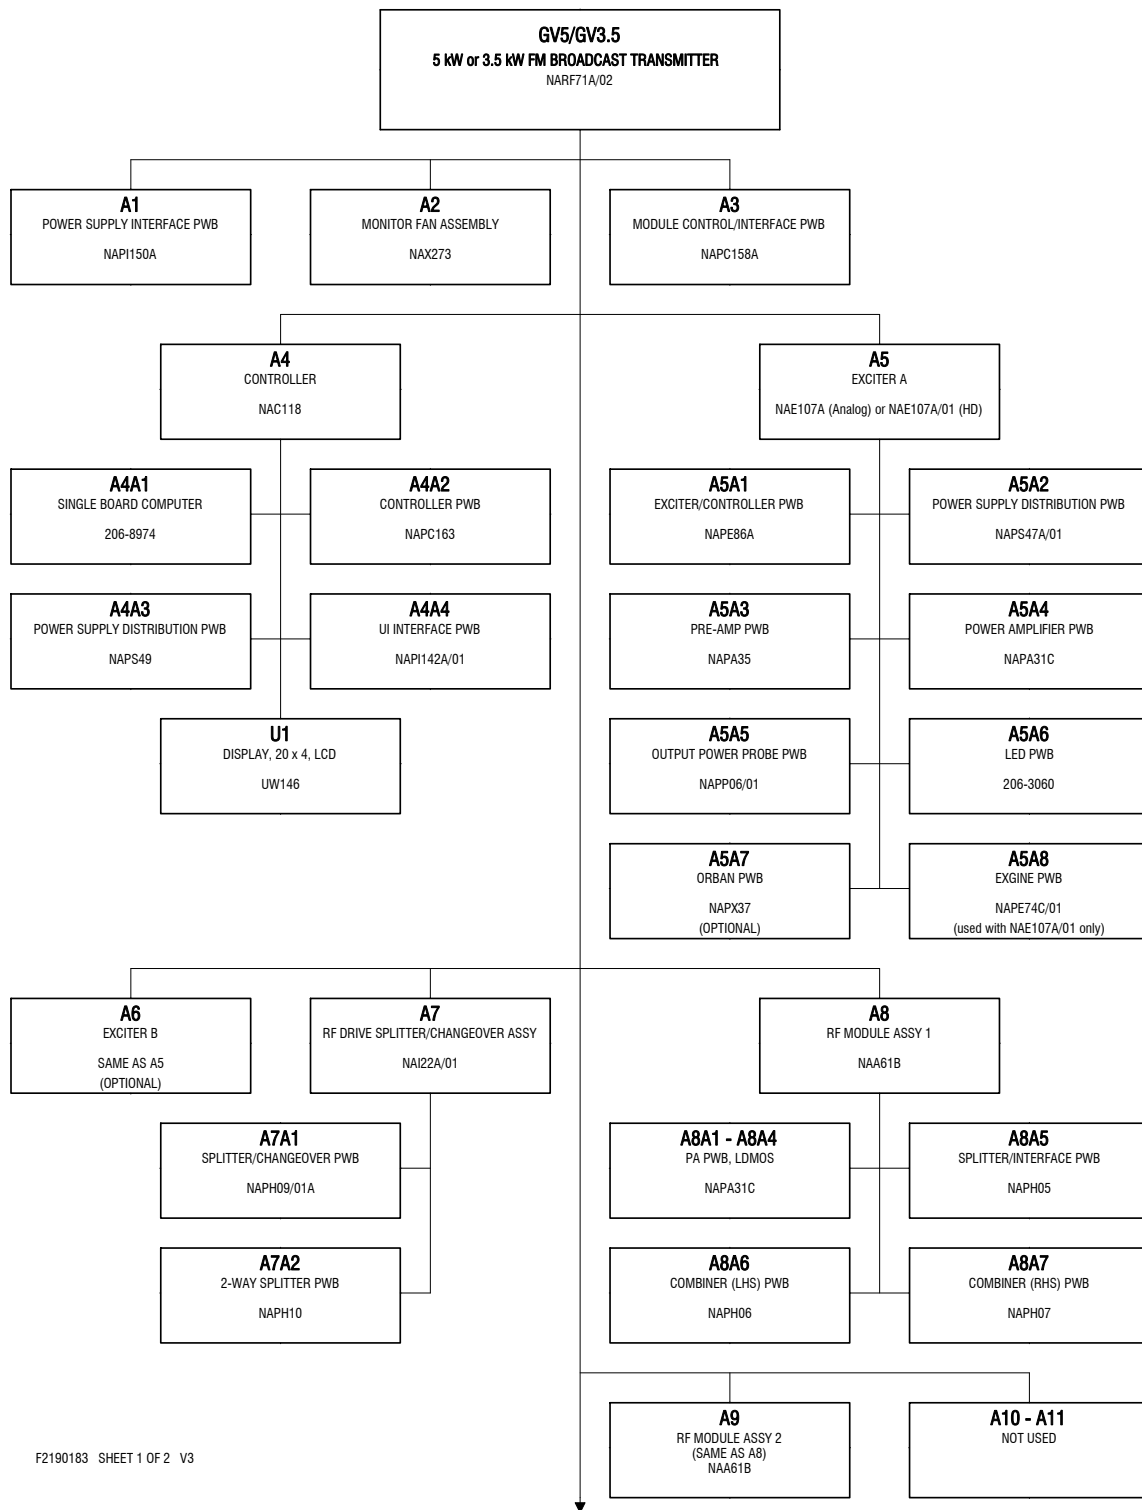 GV5/GV3.5
5 kW or 3.5 kW FM BROADCAST TRANSMITTER
NARF71A/02
A1
POWER SUPPLY INTERFACE PWB
NAPI150A
A2
MONITOR FAN ASSEMBLY
NAX273
A3
MODULE CONTROL/INTERFACE PWB
NAPC158A
A4
CONTROLLER
NAC118
A5
EXCITER A
NAE107A (Analog) or NAE107A/01 (HD)
A4A1
SINGLE BOARD COMPUTER
206-8974
A4A2
CONTROLLER PWB
NAPC163
A5A1
EXCITER/CONTROLLER PWB
NAPE86A
A5A2
POWER SUPPLY DISTRIBUTION PWB
NAPS47A/01
A4A3
POWER SUPPLY DISTRIBUTION PWB
NAPS49
A4A4
UI INTERFACE PWB
NAPI142A/01
A5A3
PRE-AMP PWB
NAPA35
A5A4
POWER AMPLIFIER PWB
NAPA31C
U1
DISPLAY, 20 x 4, LCD
UW146
A5A5
OUTPUT POWER PROBE PWB
NAPP06/01
A5A6
LED PWB
206-3060
A5A7
ORBAN PWB
NAPX37
(OPTIONAL)
A5A8
EXGINE PWB
NAPE74C/01
(used with NAE107A/01 only)
A6
EXCITER B
SAME AS A5
(OPTIONAL)
A7
RF DRIVE SPLITTER/CHANGEOVER ASSY
NAI22A/01
A8
RF MODULE ASSY 1
NAA61B
A7A1
SPLITTER/CHANGEOVER PWB
NAPH09/01A
A8A1 - A8A4
PA PWB, LDMOS
NAPA31C
A8A5
SPLITTER/INTERFACE PWB
NAPH05
A7A2
2-WAY SPLITTER PWB
NAPH10
A8A6
COMBINER (LHS) PWB
NAPH06
A8A7
COMBINER (RHS) PWB
NAPH07
A9
RF MODULE ASSY 2
(SAME AS A8)
NAA61B
A10 - A11
NOT USED
F2190183 SHEET 1 OF 2 V3